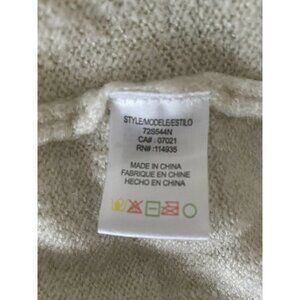 STYLE/MODELE/ESTILO
72S544N
CA# : 07021
RN# : 114935
MADE IN CHINA
FABRIQUE EN CHINE
HECHO EN CHINA